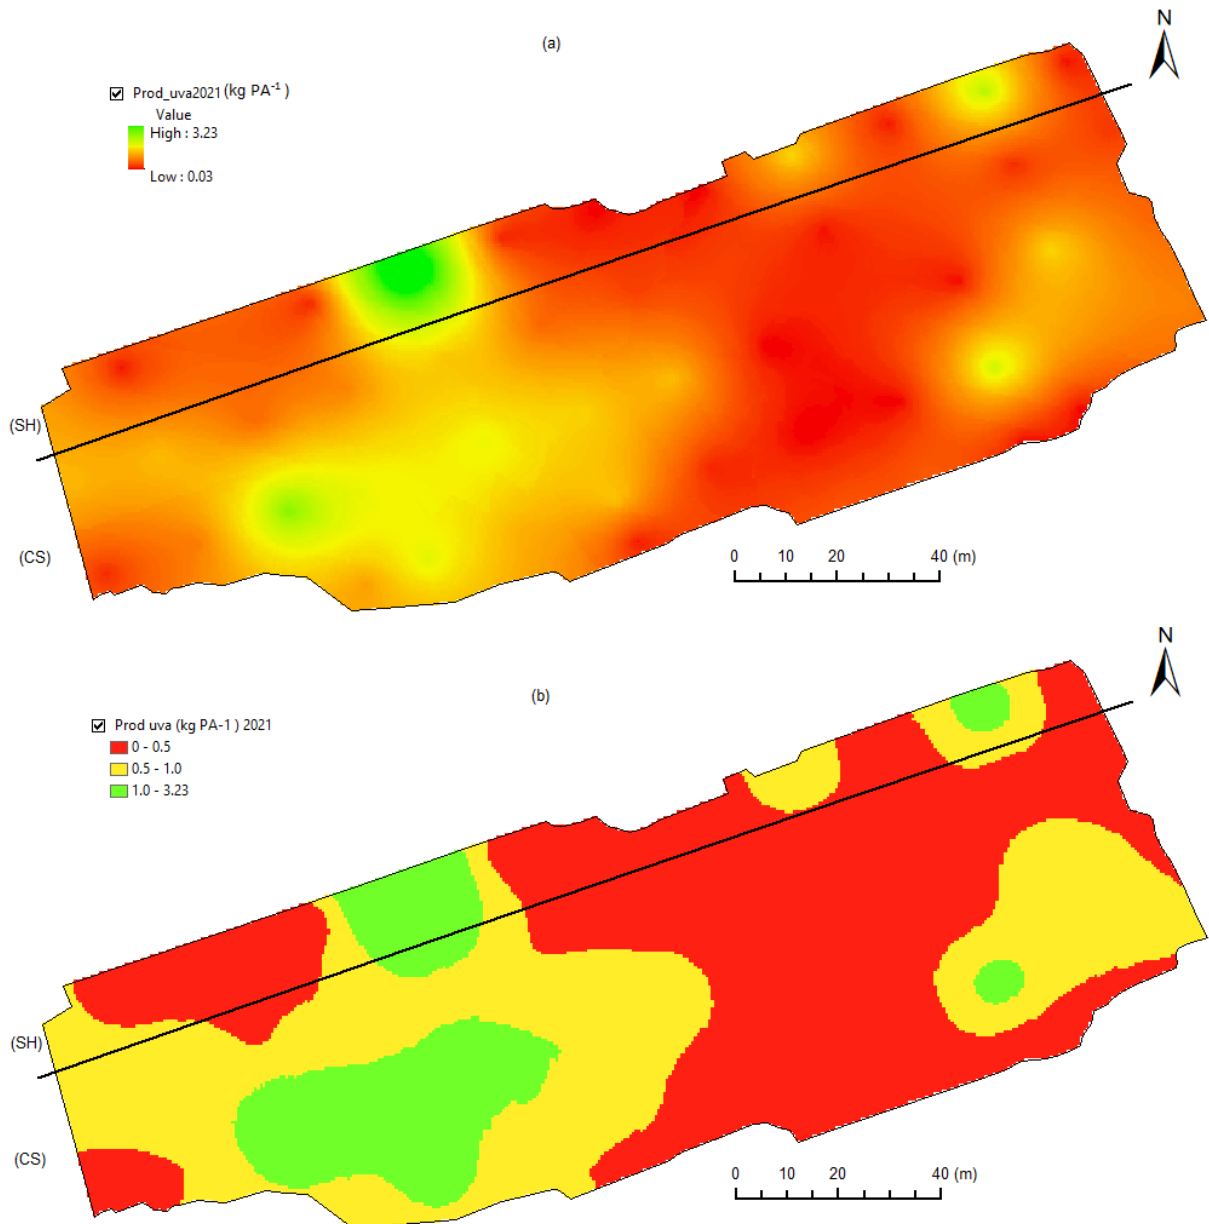 (a)
N
Prod_uva2021 (kg PA-1 )
Value
High : 3.23
Low : 0.03
(SH)
(CS)
0 10 20 40 (m)
(b)
N
Prod uva (kg PA-1 ) 2021
0 - 0.5
0.5 - 1.0
1.0 - 3.23
(SH)
(CS)
0 10 20 40 (m)